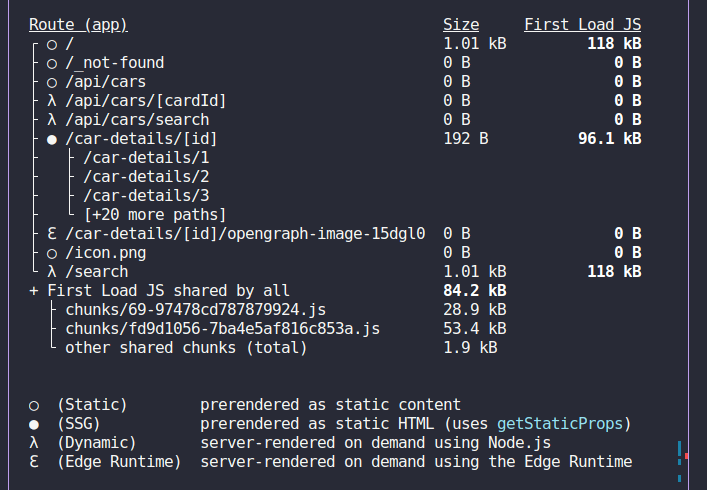 Route (app) Size First Load JS
┌ ○ / 1.01 kB 118 kB
├ ○ /_not-found 0 B 0 B
├ ○ /api/cars 0 B 0 B
├ λ /api/cars/[cardId] 0 B 0 B
├ λ /api/cars/search 0 B 0 B
├ ● /car-details/[id] 192 B 96.1 kB
├ ├ /car-details/1
├ ├ /car-details/2
├ ├ /car-details/3
├ └ [+20 more paths]
├ ℇ /car-details/[id]/opengraph-image-15dgl0 0 B 0 B
├ ○ /icon.png 0 B 0 B
└ λ /search 1.01 kB 118 kB
+ First Load JS shared by all 84.2 kB
├ chunks/69-97478cd787879924.js 28.9 kB
├ chunks/fd9d1056-7ba4e5af816c853a.js 53.4 kB
└ other shared chunks (total) 1.9 kB
○ (Static) prerendered as static content
● (SSG) prerendered as static HTML (uses getStaticProps)
λ (Dynamic) server-rendered on demand using Node.js
ℇ (Edge Runtime) server-rendered on demand using the Edge Runtime